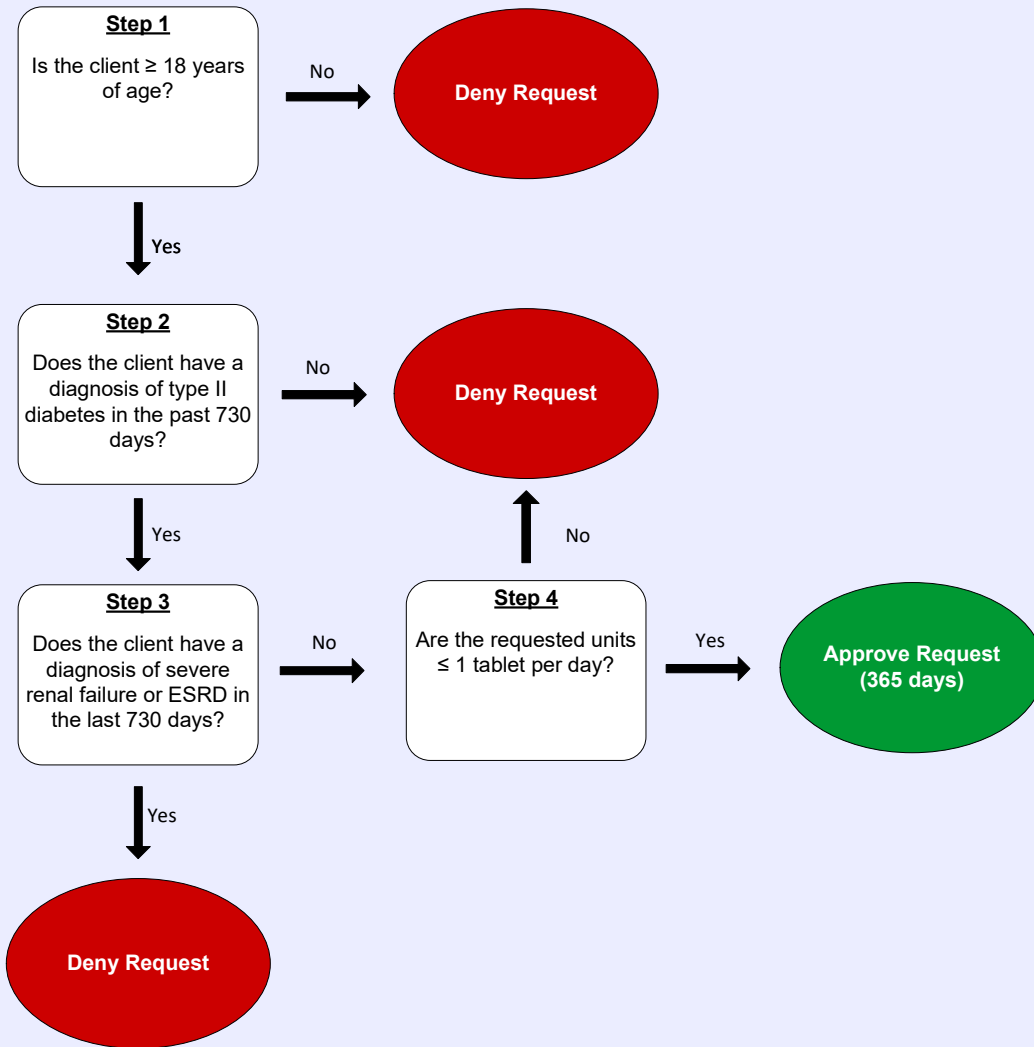 Step 1
Is the client ≥ 18 years
of age?
No
Deny Request
Yes
Step 2
Does the client have a
diagnosis of type II
diabetes in the past 730
days?
No
Deny Request
Yes
No
Step 3
Does the client have a
diagnosis of severe
renal failure or ESRD in
the last 730 days?
No
Step 4
Are the requested units
≤ 1 tablet per day?
Yes
Approve Request
(365 days)
Yes
Deny Request